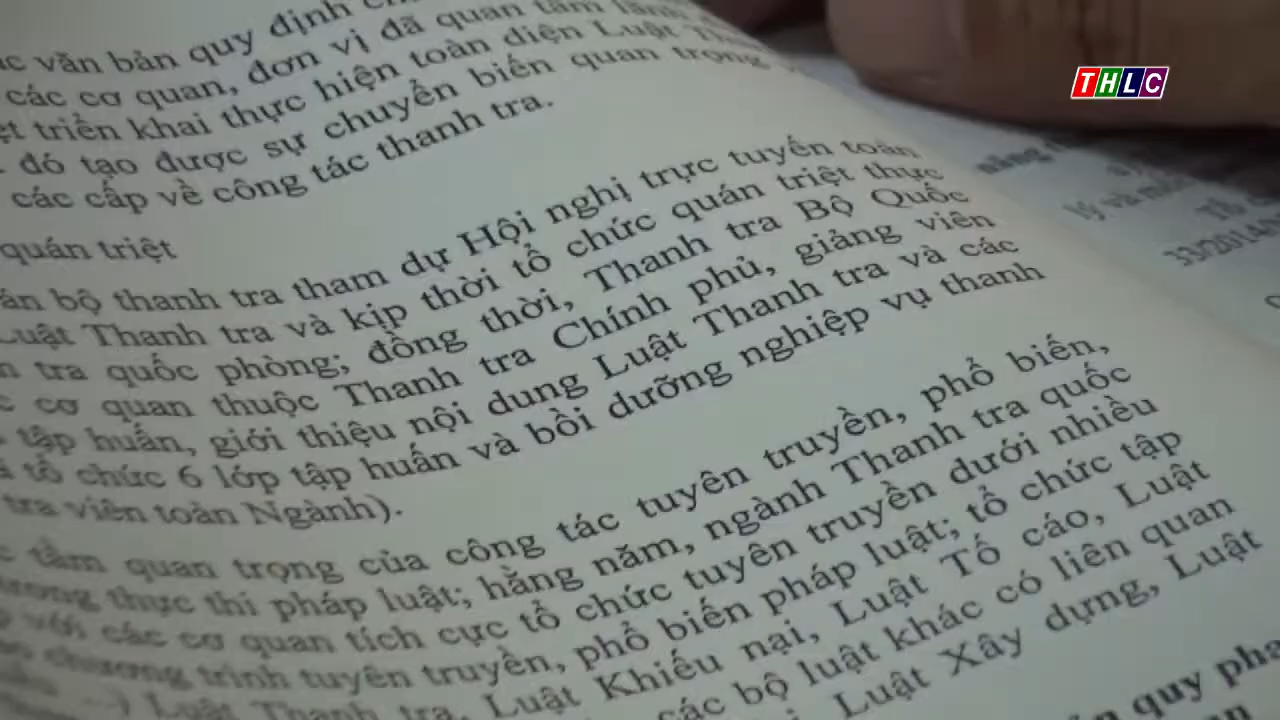 văn bản quy định
các cơ quan, đơn vị đã quan tâm lãnh
triển khai thực hiện toàn diện Luật
đó tạo được sự chuyển biến quan trọng
các cấp về công tác thanh tra.
quán triệt
bộ thanh tra tham dự Hội nghị trực tuyến toàn
Luật Thanh tra và kịp thời tổ chức quán triệt thực
tra quốc phòng; đồng thời, Thanh tra Bộ Quốc
cơ quan thuộc Thanh tra Chính phủ, giảng viên
tập huấn, giới thiệu nội dung Luật Thanh tra và các
tổ chức 6 lớp tập huấn và bồi dưỡng nghiệp vụ thanh
tra viên toàn Ngành).
tầm quan trọng của công tác tuyên truyền, phổ biến,
trong thực thi pháp luật; hằng năm, ngành Thanh tra quốc
với các cơ quan tích cực tổ chức tuyên truyền dưới nhiều
chương trình tuyên truyền, phổ biến pháp luật; tổ chức tập
Luật Thanh tra, Luật Khiếu nại, Luật Tố cáo, Luật
các bộ luật khác có liên quan
Luật Xây dựng, Luật
quy
THLC
33/2014